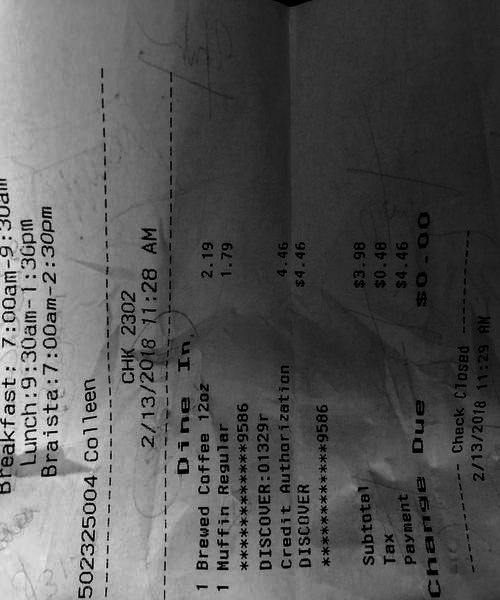 Breakfast: 7:00am-9:30am
Lunch:9:30am-1:30pm
Braista:7:00am-2:30pm
502325004 Colleen
CHK 2302
2/13/2018 11:28 AM
Dine In
1 Brewed Coffee 12oz 2.19
1 Muffin Regular 1.79
************9586
DISCOVER:01329r
Credit Authorization 4.46
DISCOVER $4.46
************9586
Subtotal $3.98
Tax $0.48
Payment $4.46
Change Due $0.00
-------- Check Closed --------
2/13/2018 11:29 AM